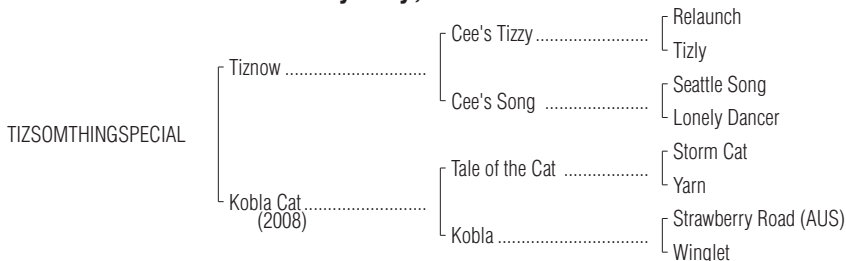 Relaunch
Cee's Tizzy
Tizly
Tiznow
Seattle Song
Cee's Song
Lonely Dancer
TIZSOMTHINGSPECIAL
Storm Cat
Tale of the Cat
Yarn
Kobla Cat
(2008)
Strawberry Road (AUS)
Kobla
Winglet